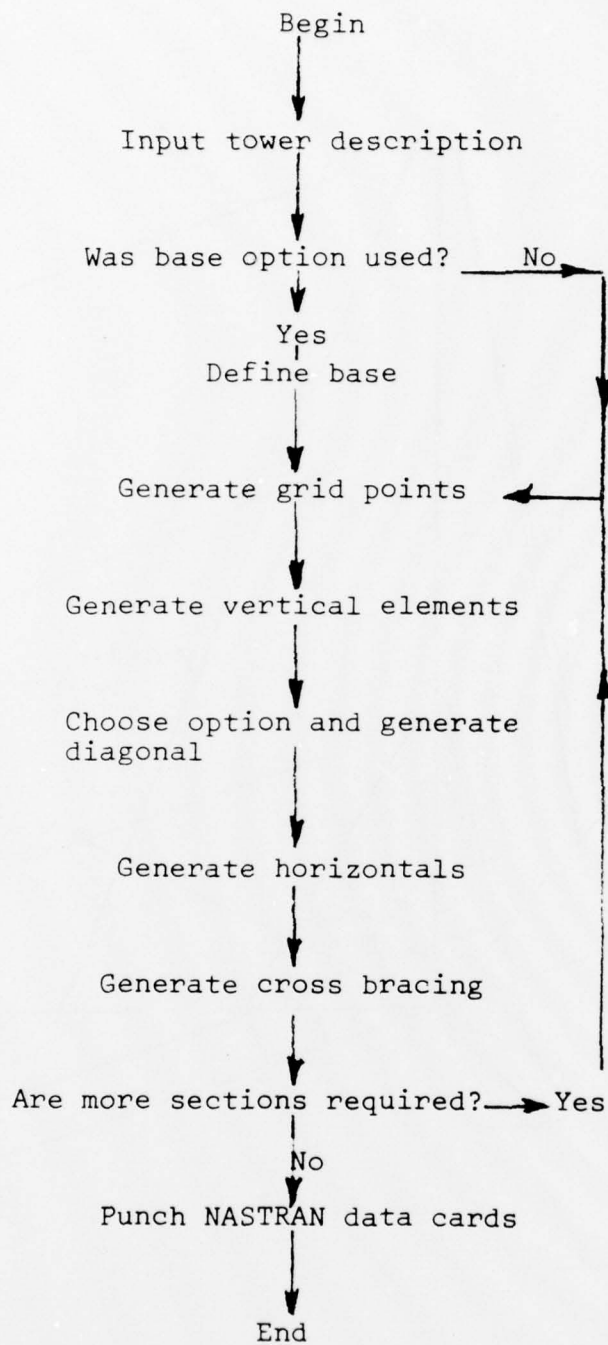 Begin
Input tower description
Was base option used? No
Yes
Define base
Generate grid points
Generate vertical elements
Choose option and generate
diagonal
Generate horizontals
Generate cross bracing
Are more sections required? Yes
No
Punch NASTRAN data cards
End